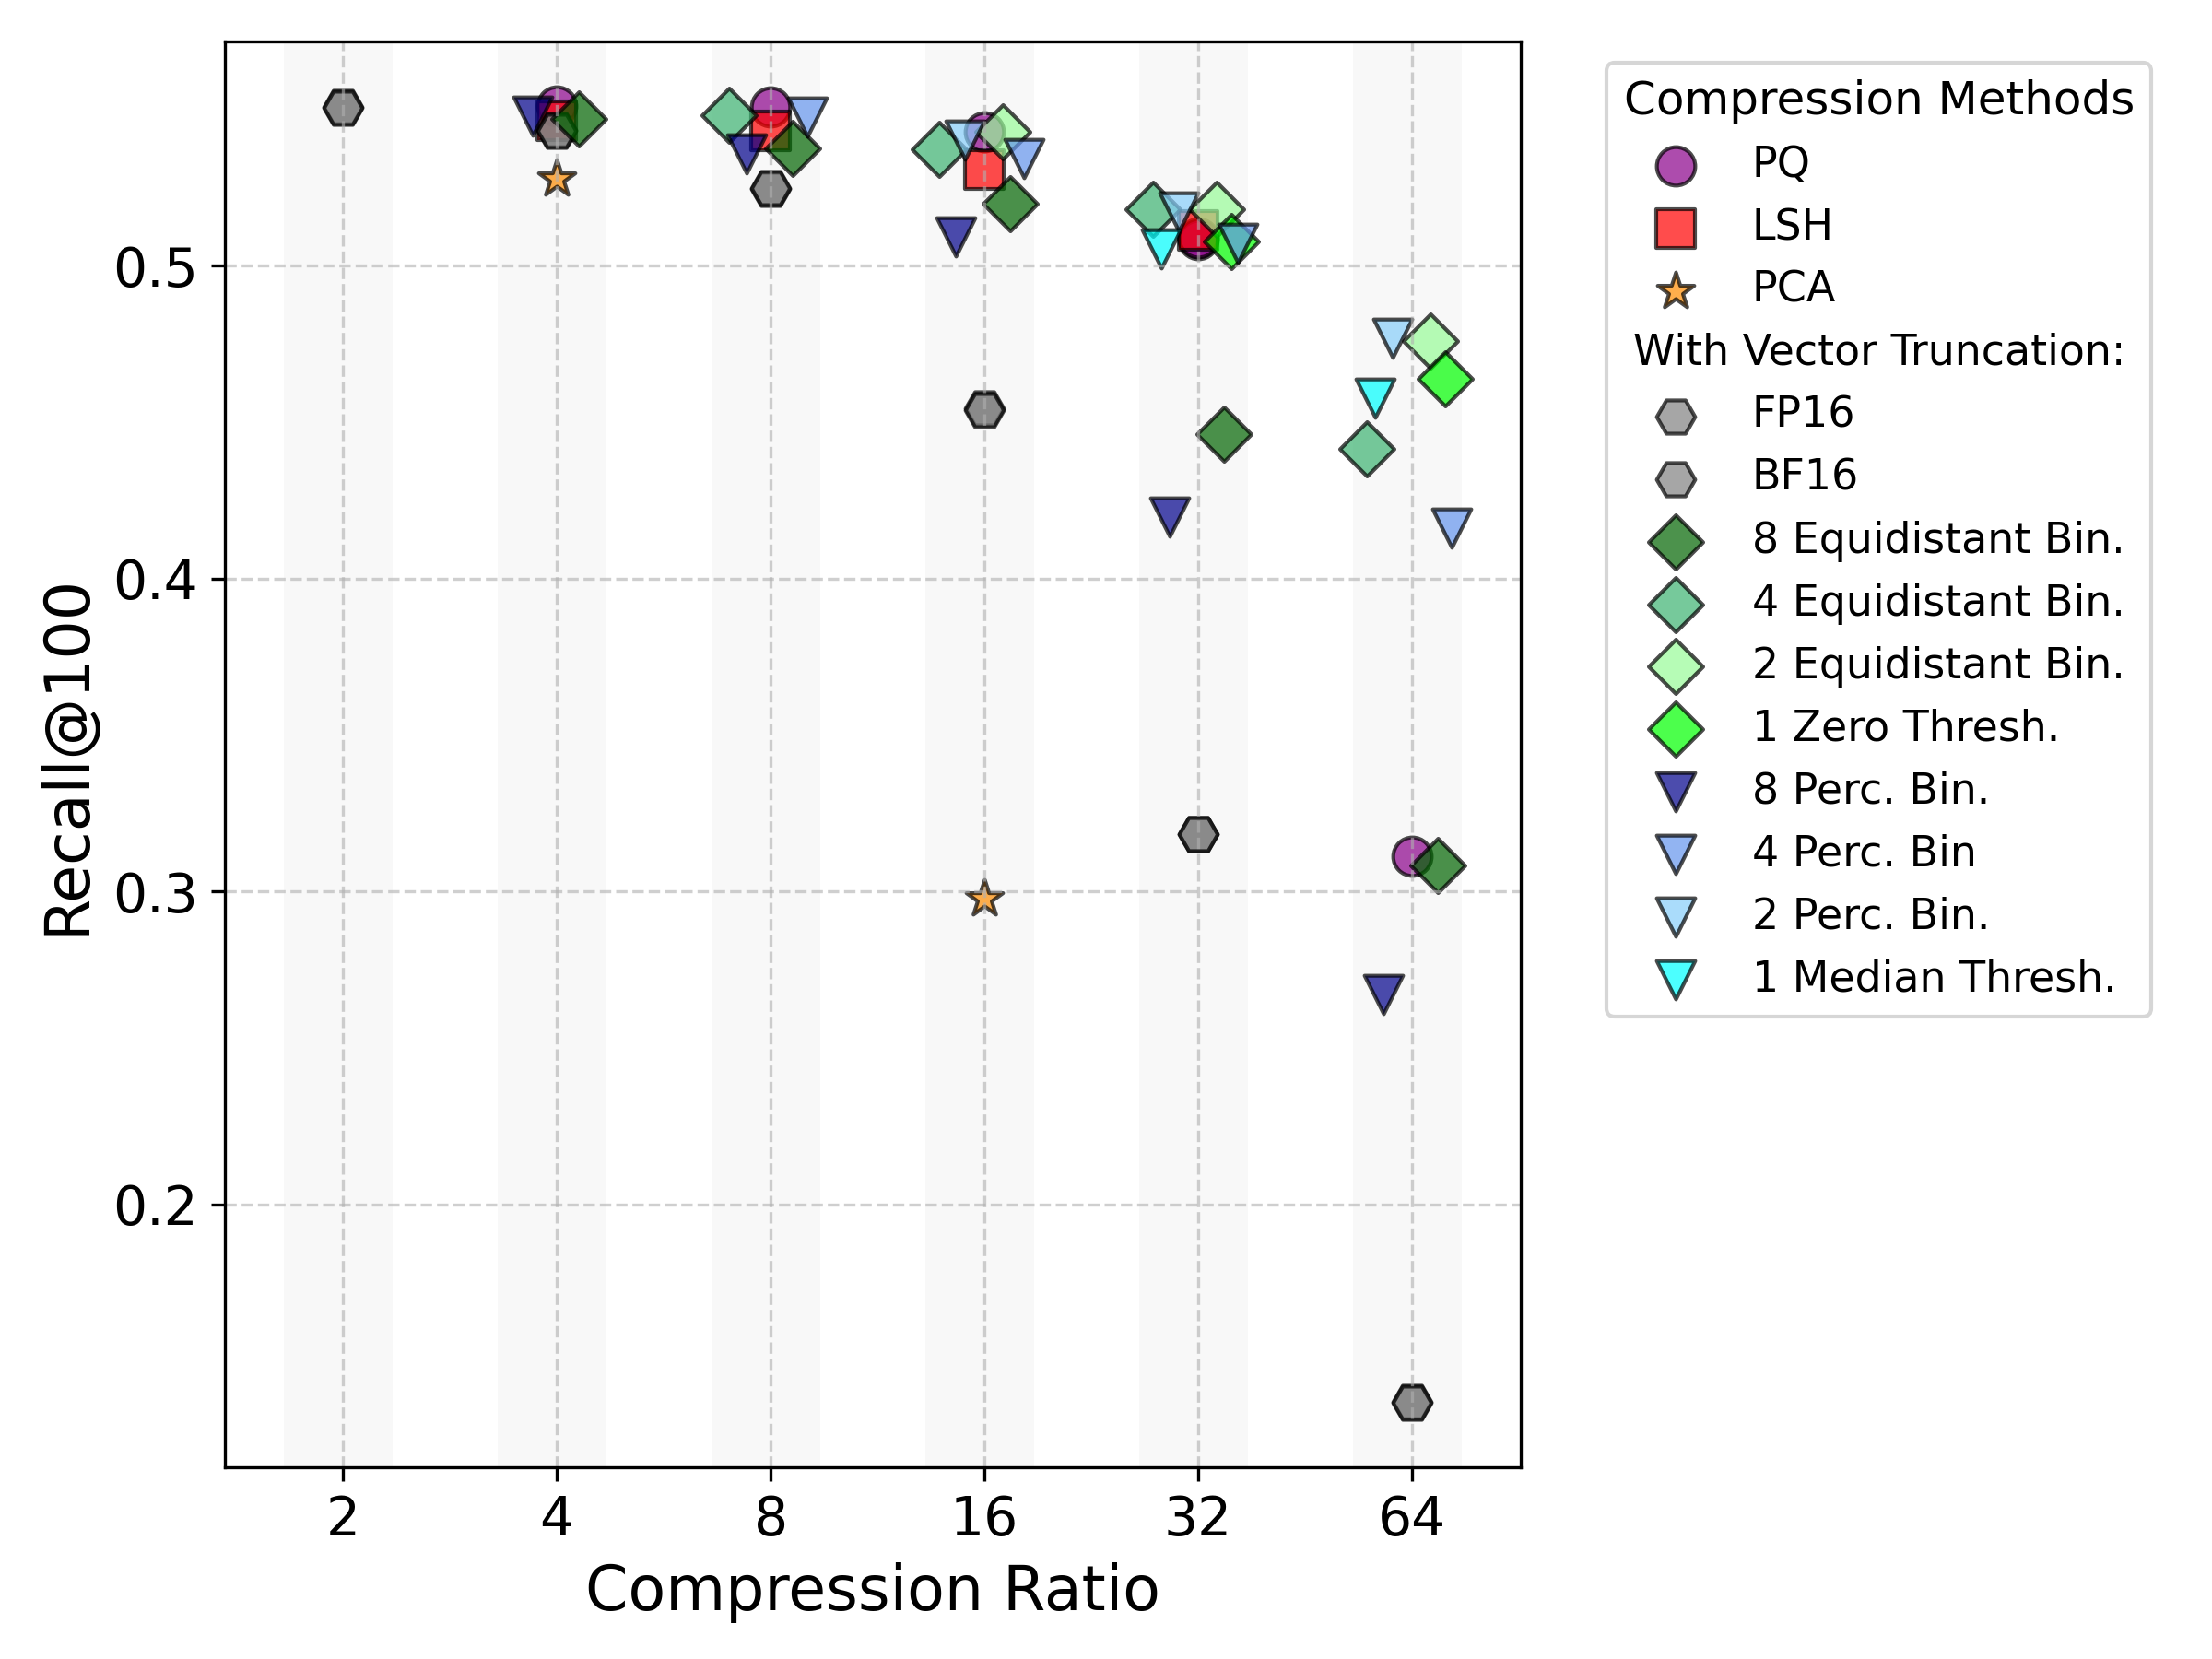 0.5
0.4
0.3
0.2
Recall@100
2 4 8 16 32 64
Compression Ratio
Compression Methods
PQ
LSH
PCA
With Vector Truncation:
FP16
BF16
8 Equidistant Bin.
4 Equidistant Bin.
2 Equidistant Bin.
1 Zero Thresh.
8 Perc. Bin.
4 Perc. Bin
2 Perc. Bin.
1 Median Thresh.